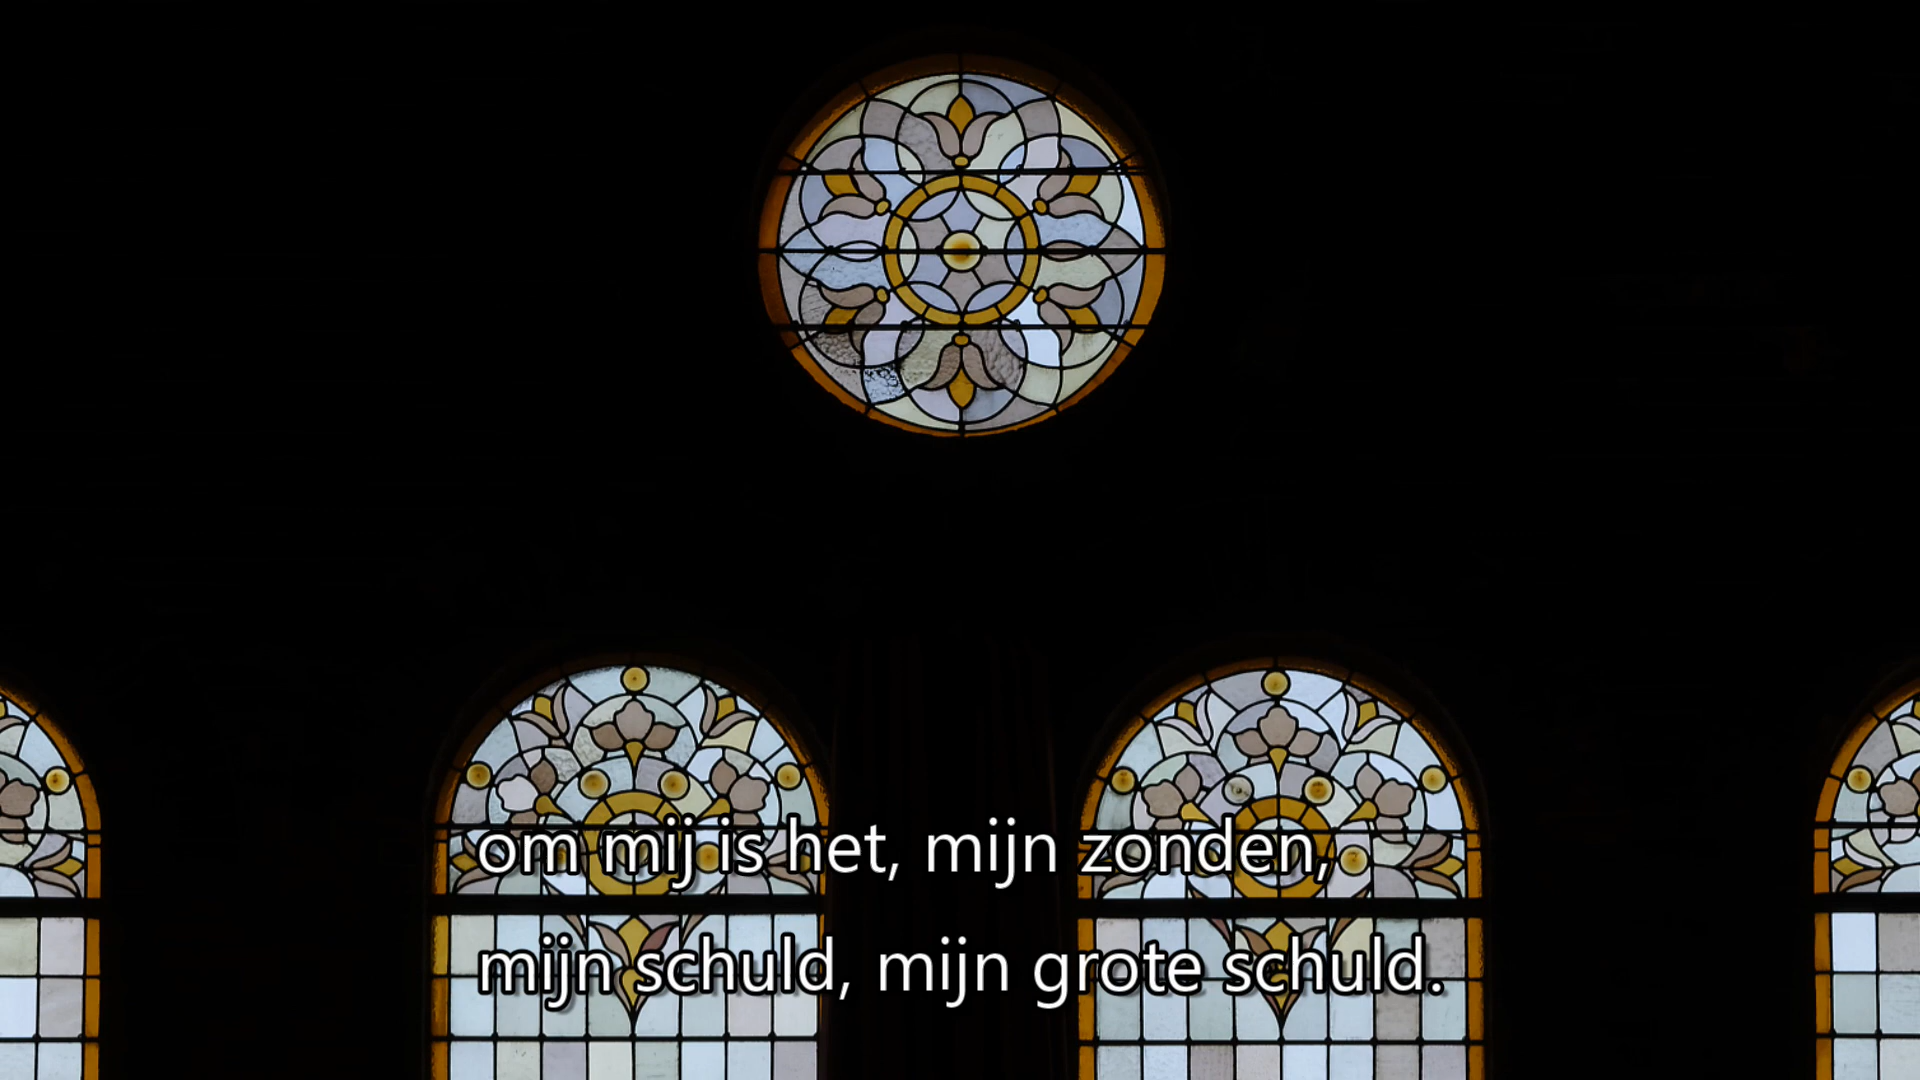 om mij is het, mijn zonden,
mijn schuld, mijn grote schuld.